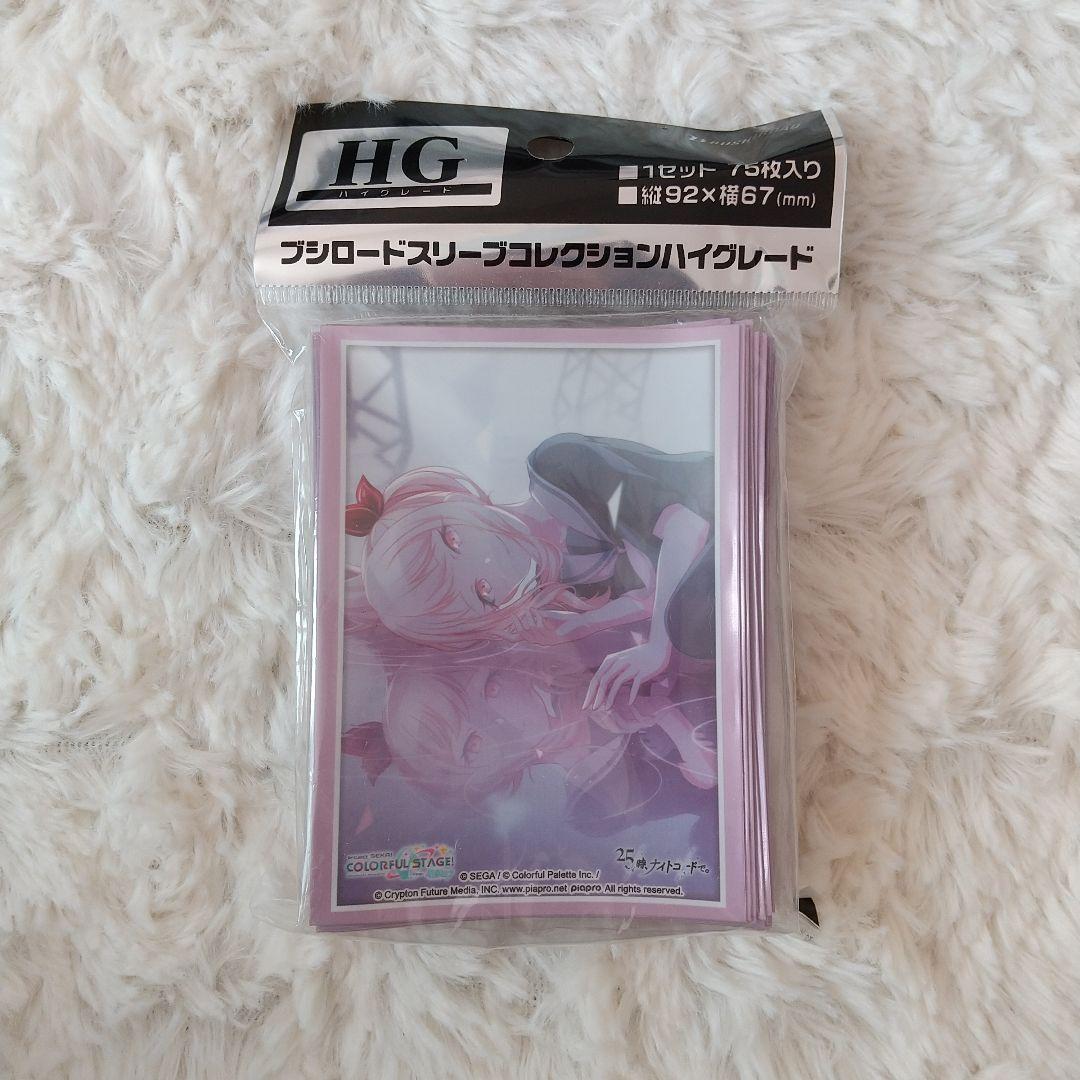 HG
ハイグレード
■1セット 75枚入り
■縦92×横67(mm)
ブシロードスリーブコレクションハイグレード
COLORFUL STAGE!
25時、ナイトコードで。
© SEGA / © Colorful Palette Inc. /
© Crypton Future Media, INC. www.piapro.net piapro All rights reserved.